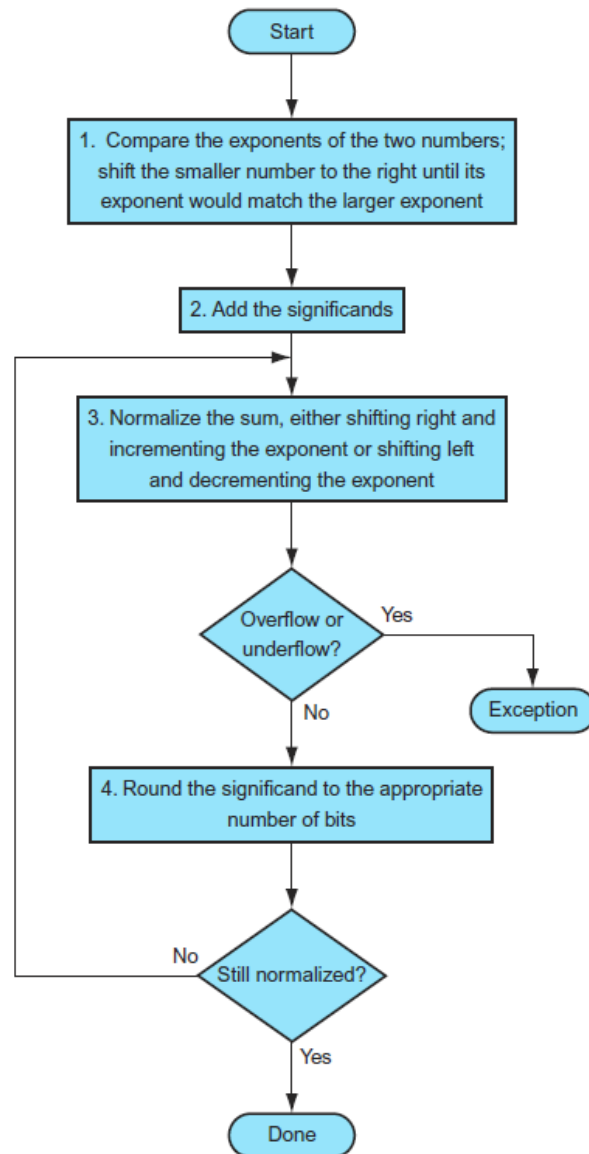 Start
1. Compare the exponents of the two numbers;
shift the smaller number to the right until its
exponent would match the larger exponent
2. Add the significands
3. Normalize the sum, either shifting right and
incrementing the exponent or shifting left
and decrementing the exponent
Overflow or
underflow?
Yes
Exception
No
4. Round the significand to the appropriate
number of bits
No
Still normalized?
Yes
Done